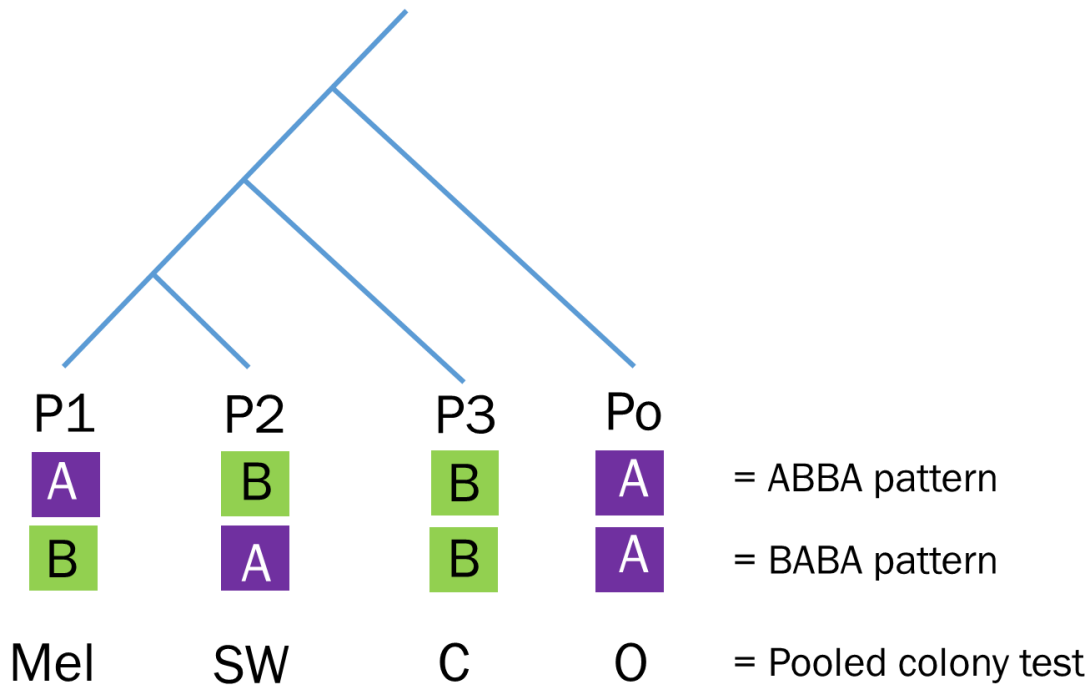 P1 P2 P3 Po
A B B A = ABBA pattern
B A B A = BABA pattern
Mel SW C O = Pooled colony test